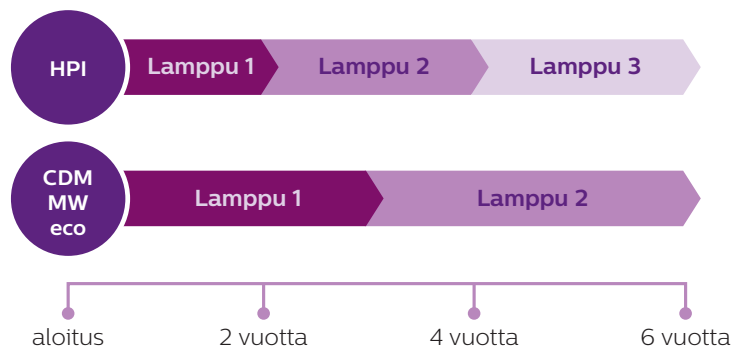 HPI
Lamppu 1
Lamppu 2
Lamppu 3
CDM
MW
eco
Lamppu 1
Lamppu 2
aloitus
2 vuotta
4 vuotta
6 vuotta